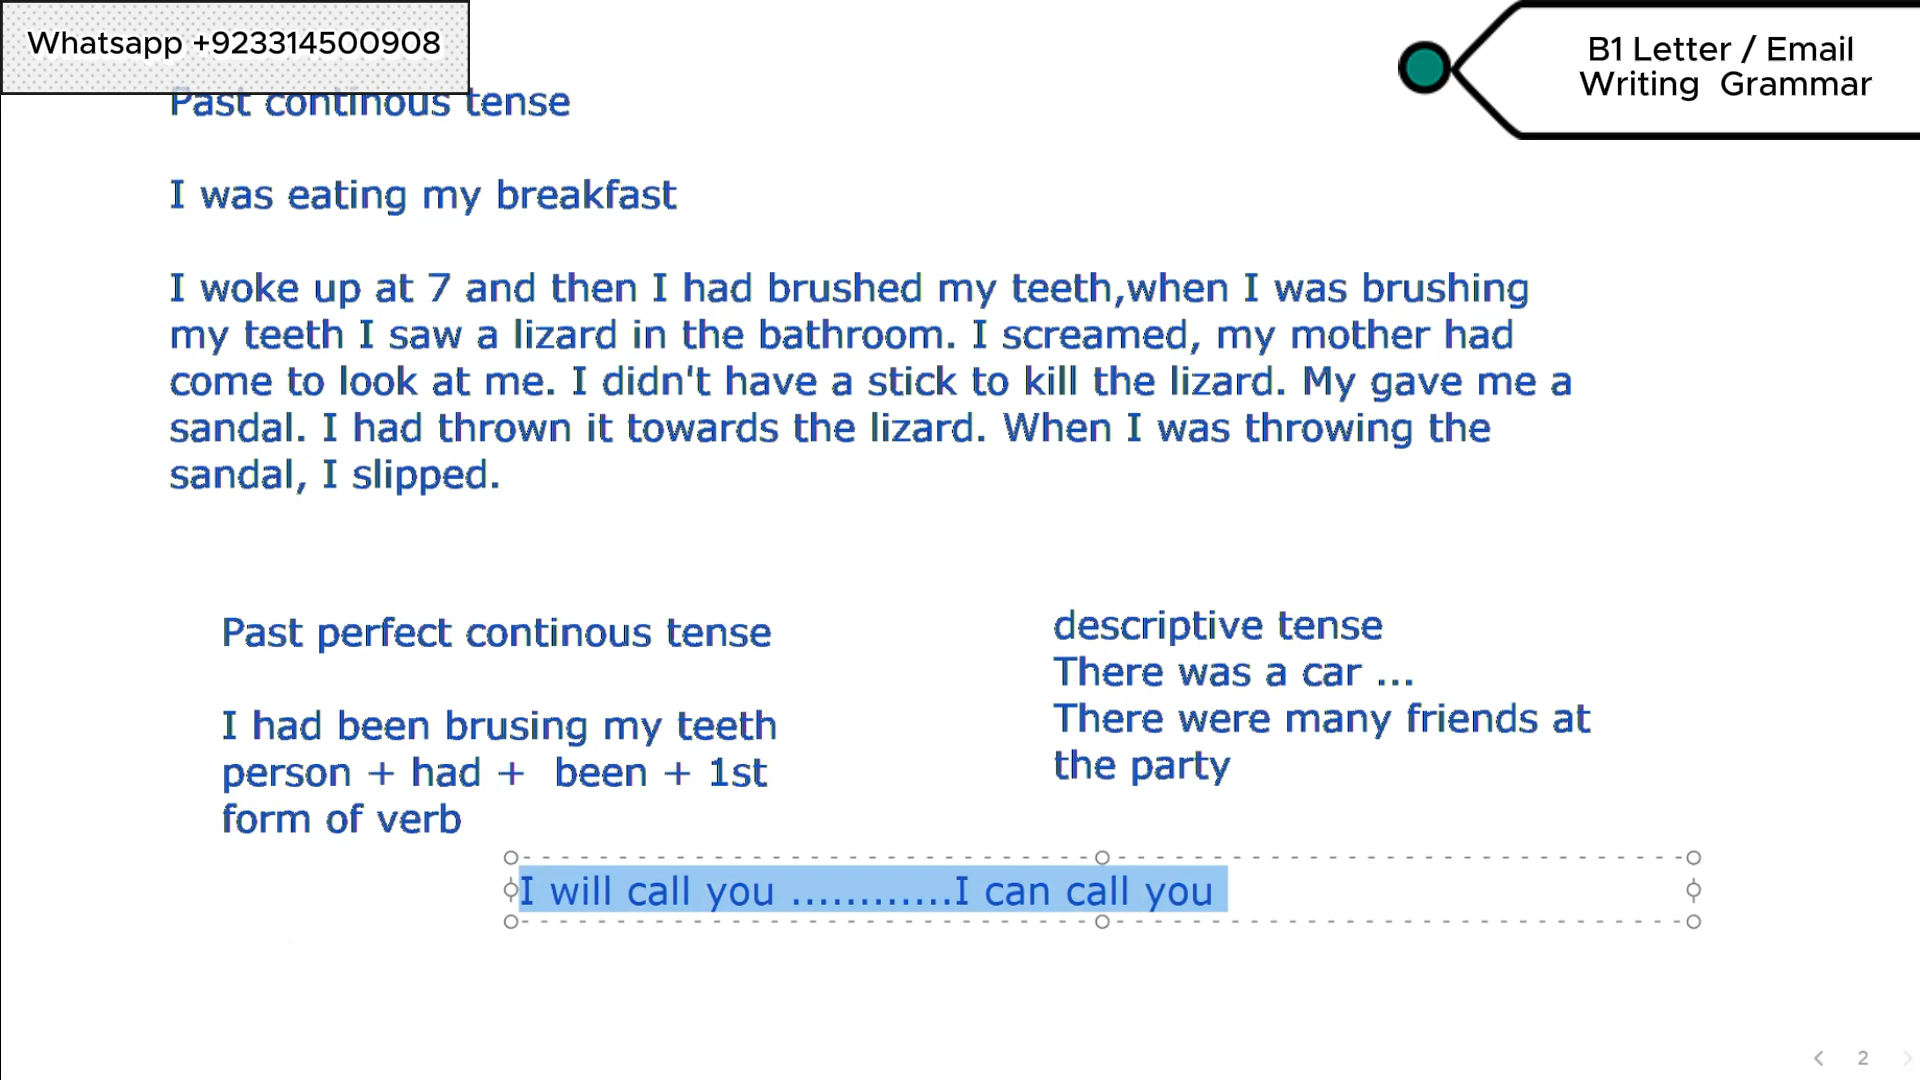 Whatsapp +923314500908
B1 Letter / Email
Writing Grammar
Past continous tense
I was eating my breakfast
I woke up at 7 and then I had brushed my teeth,when I was brushing
my teeth I saw a lizard in the bathroom. I screamed, my mother had
come to look at me. I didn't have a stick to kill the lizard. My gave me a
sandal. I had thrown it towards the lizard. When I was throwing the
sandal, I slipped.
Past perfect continous tense
I had been brusing my teeth
person + had + been + 1st
form of verb
descriptive tense
There was a car ...
There were many friends at
the party
I will call you ............I can call you
2